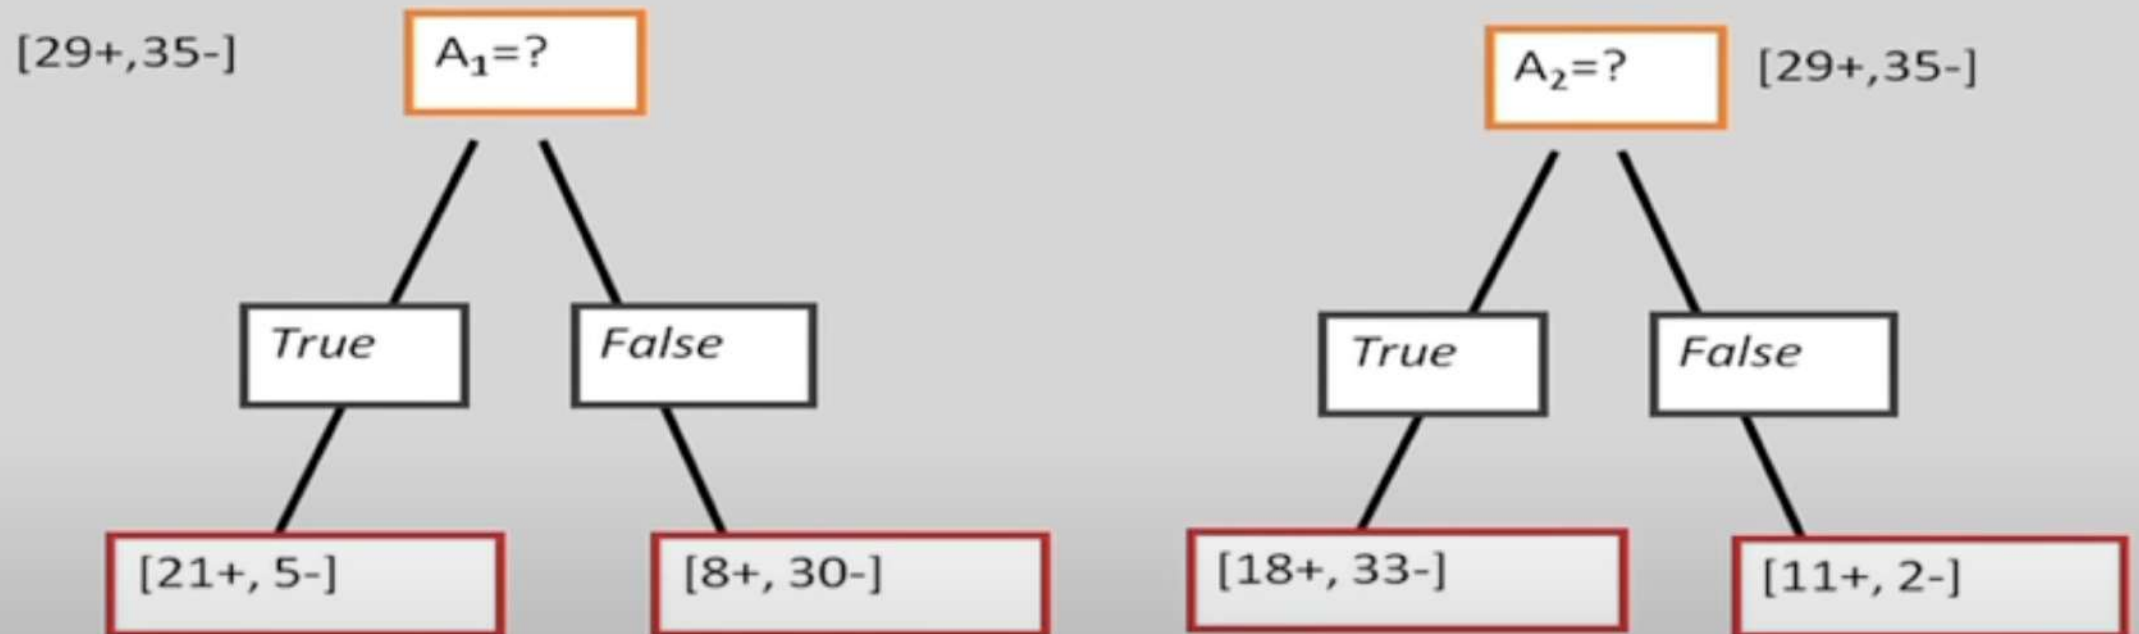 [29+,35-]
A₁=?
True
False
[21+, 5-]
[8+, 30-]
A₂=?
[29+,35-]
True
False
[18+, 33-]
[11+, 2-]